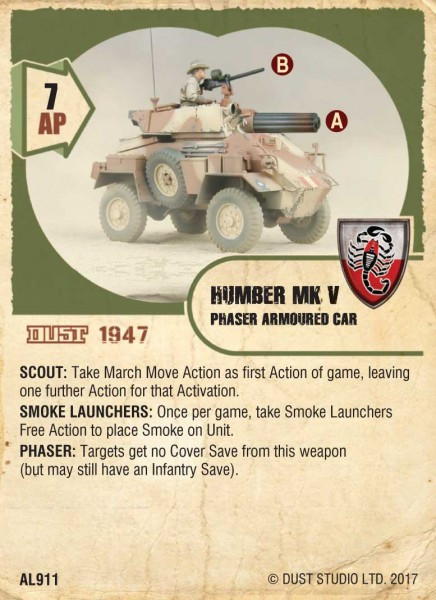 7
AP
B
A
HUMBER MK V
PHASER ARMOURED CAR
DUST 1947
SCOUT: Take March Move Action as first Action of game, leaving
one further Action for that Activation.
SMOKE LAUNCHERS: Once per game, take Smoke Launchers
Free Action to place Smoke on Unit.
PHASER: Targets get no Cover Save from this weapon
(but may still have an Infantry Save).
AL911
© DUST STUDIO LTD. 2017